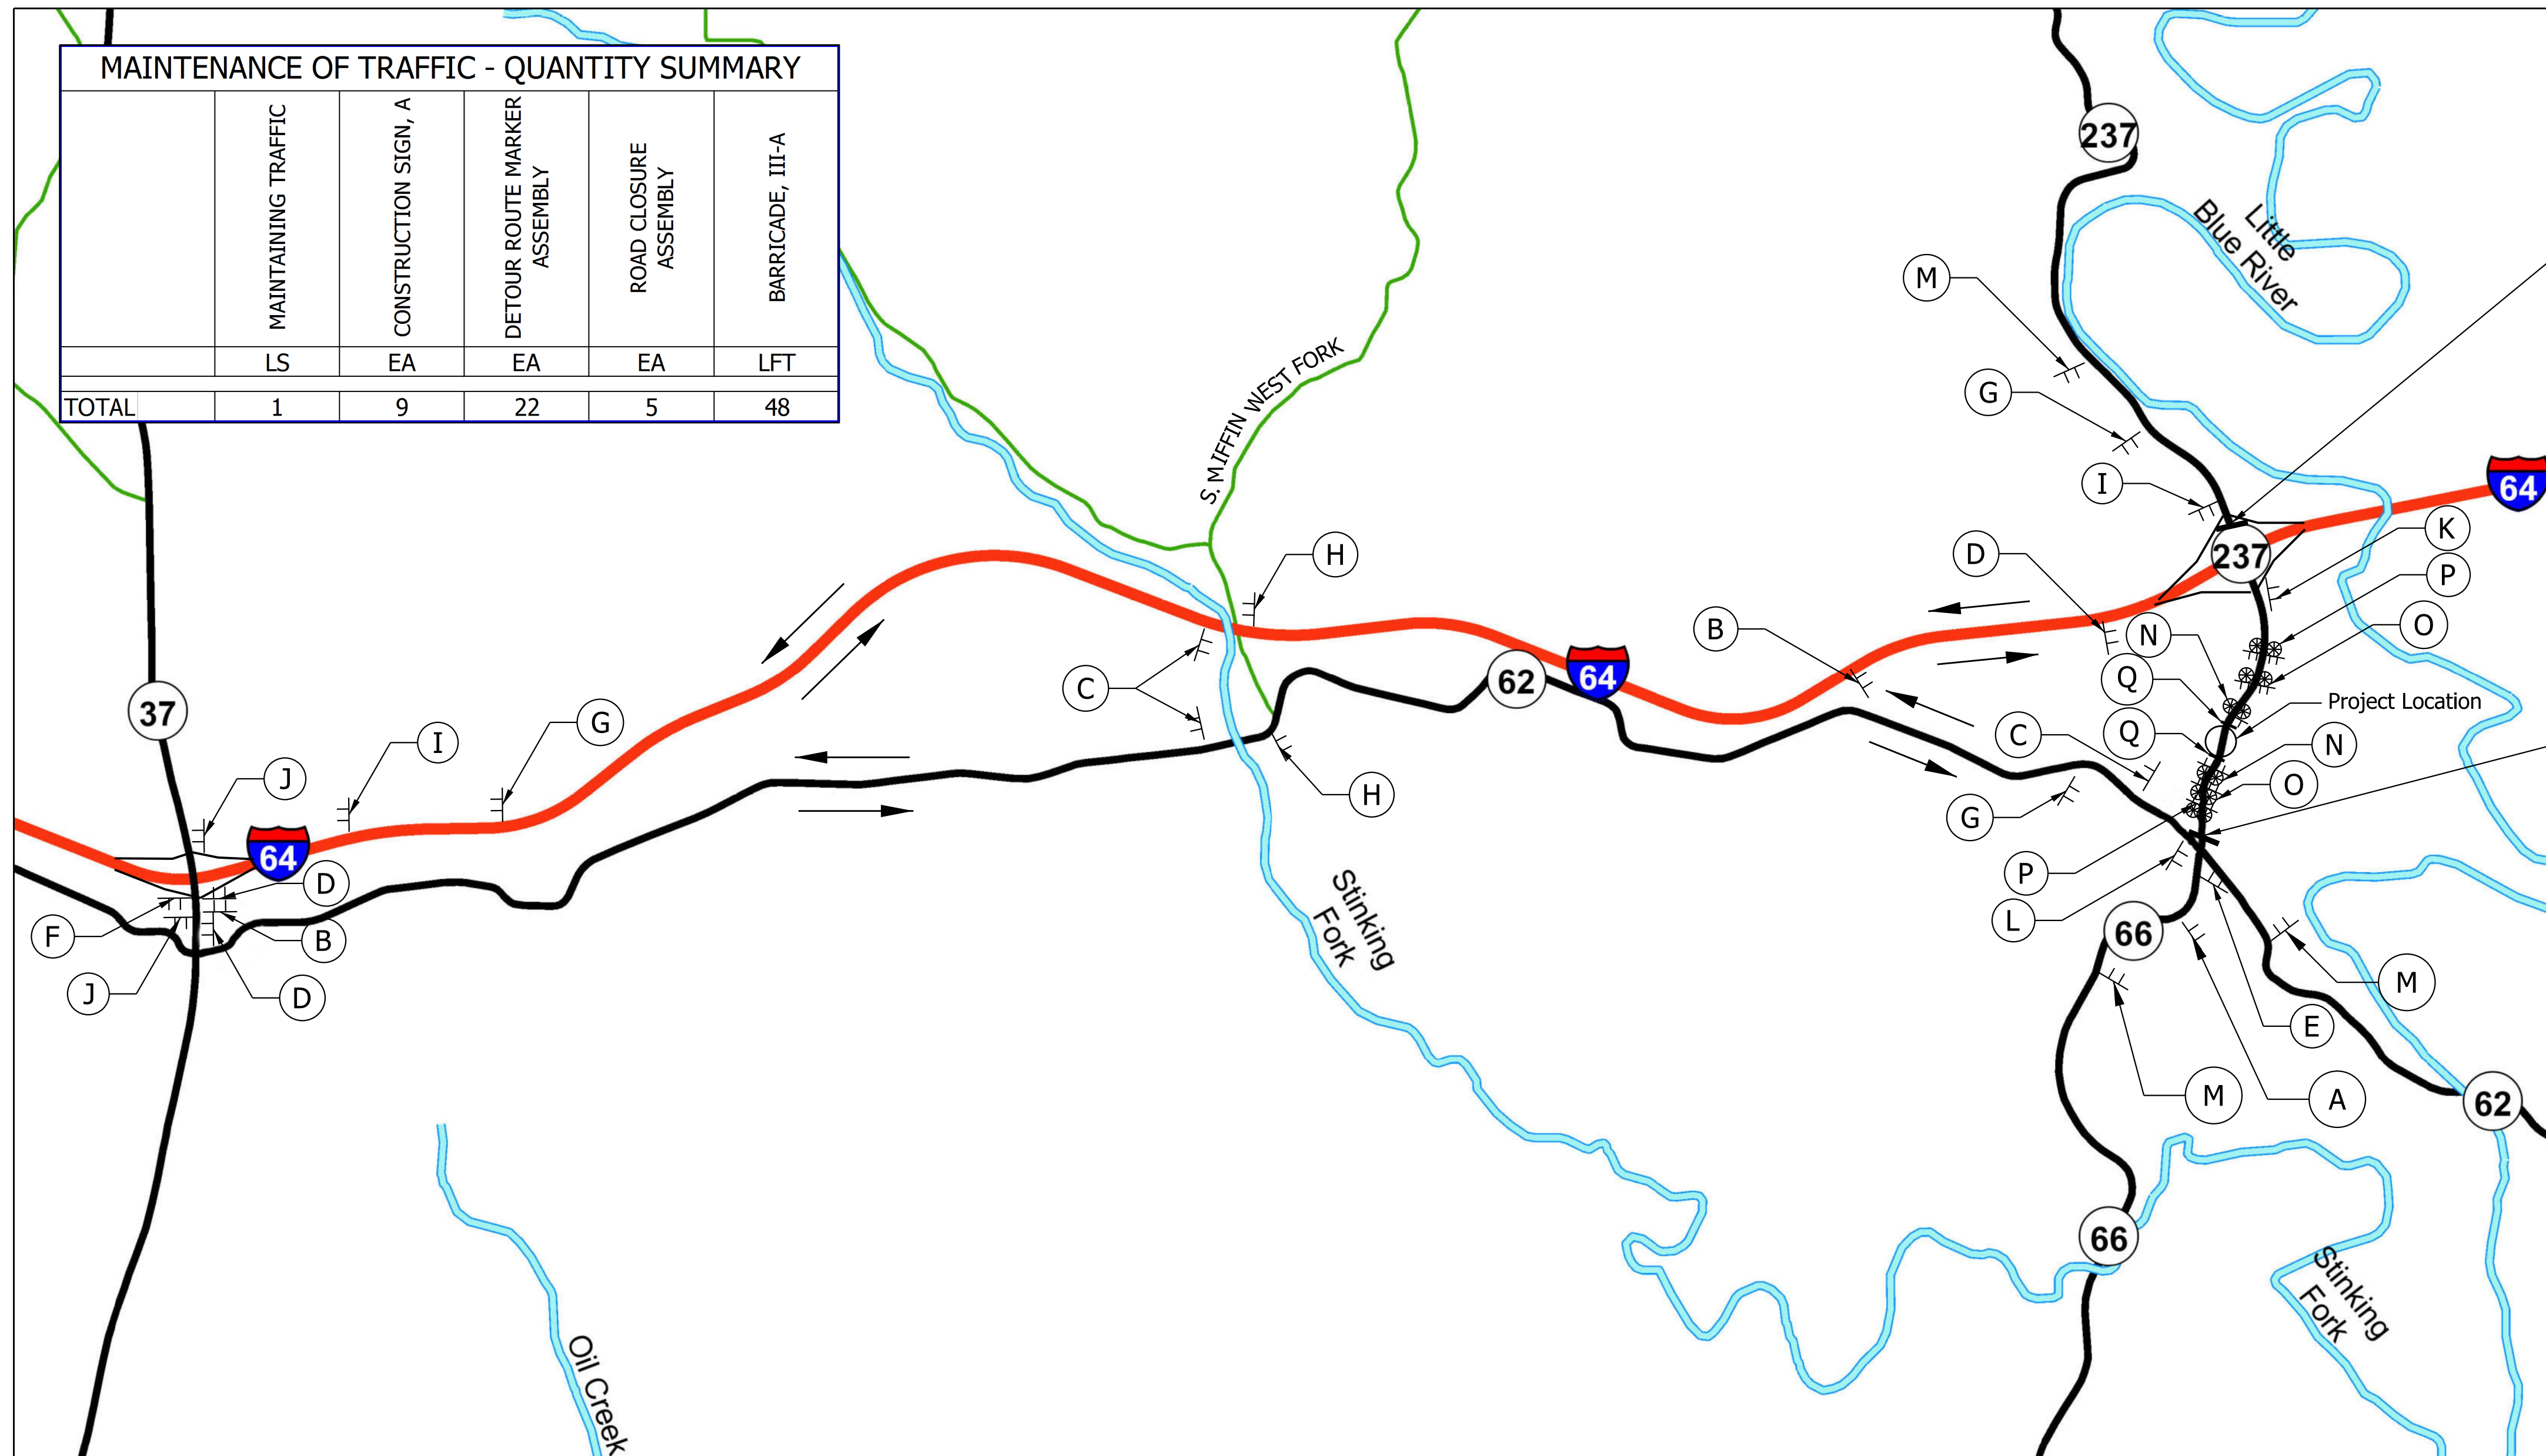 MAINTENANCE OF TRAFFIC - QUANTITY SUMMARY
MAINTAINING TRAFFIC
CONSTRUCTION SIGN, A
DETOUR ROUTE MARKER
ASSEMBLY
ROAD CLOSURE
ASSEMBLY
BARRICADE, III-A
LS EA EA EA LFT
TOTAL 1 9 22 5 48
237
Little
Blue River
M
G
S. MIFFIN WEST FORK
I
64
K
237
D
H
P
B
N
O
C
Q
62
64
Project Location
37
G
I
C
Q
N
J
H
O
G
64
P
D
L
F
B
66
Stinking
Fork
J
D
M
E
M
A
62
66
Stinking
Fork
Oil Creek